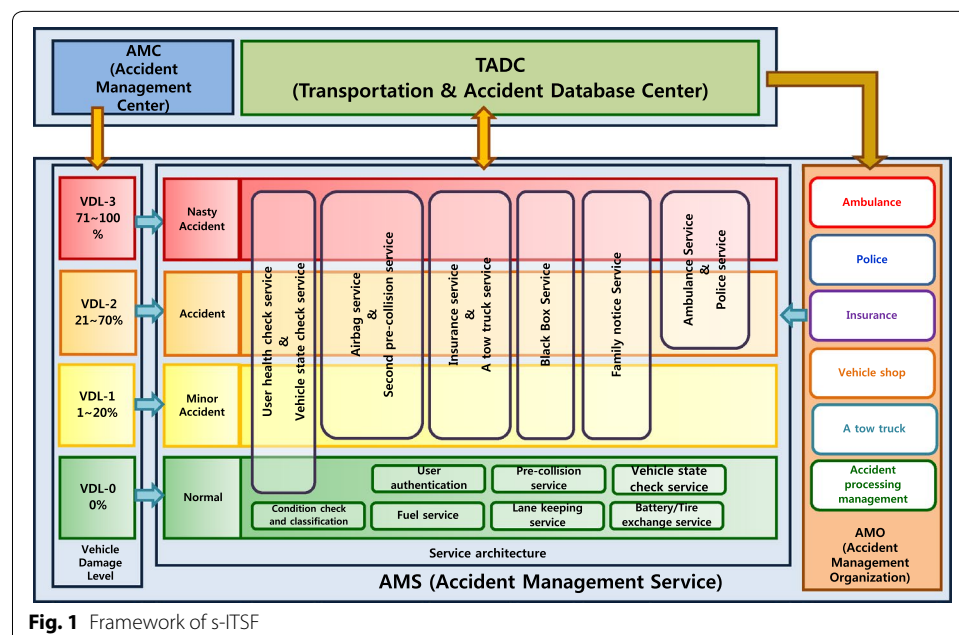 AMC
(Accident
Management
Center)
TADC
(Transportation & Accident Database Center)
VDL-3
71~100
%
Nasty
Accident
VDL-2
21~70%
Accident
VDL-1
1~20%
Minor
Accident
VDL-0
0%
Normal
User health check service
&
Vehicle state check service
Airbag service
&
Second pre-collision service
Insurance service
&
A tow truck service
Black Box Service
Family notice Service
Ambulance Service
&
Police service
User
authentication
Pre-collision
service
Vehicle state
check service
Condition check
and classification
Fuel service
Lane keeping
service
Battery/Tire
exchange service
Vehicle
Damage
Level
Service architecture
AMS (Accident Management Service)
Ambulance
Police
Insurance
Vehicle shop
A tow truck
Accident
processing
management
AMO
(Accident
Management
Organization)
Fig. 1 Framework of s-ITSF